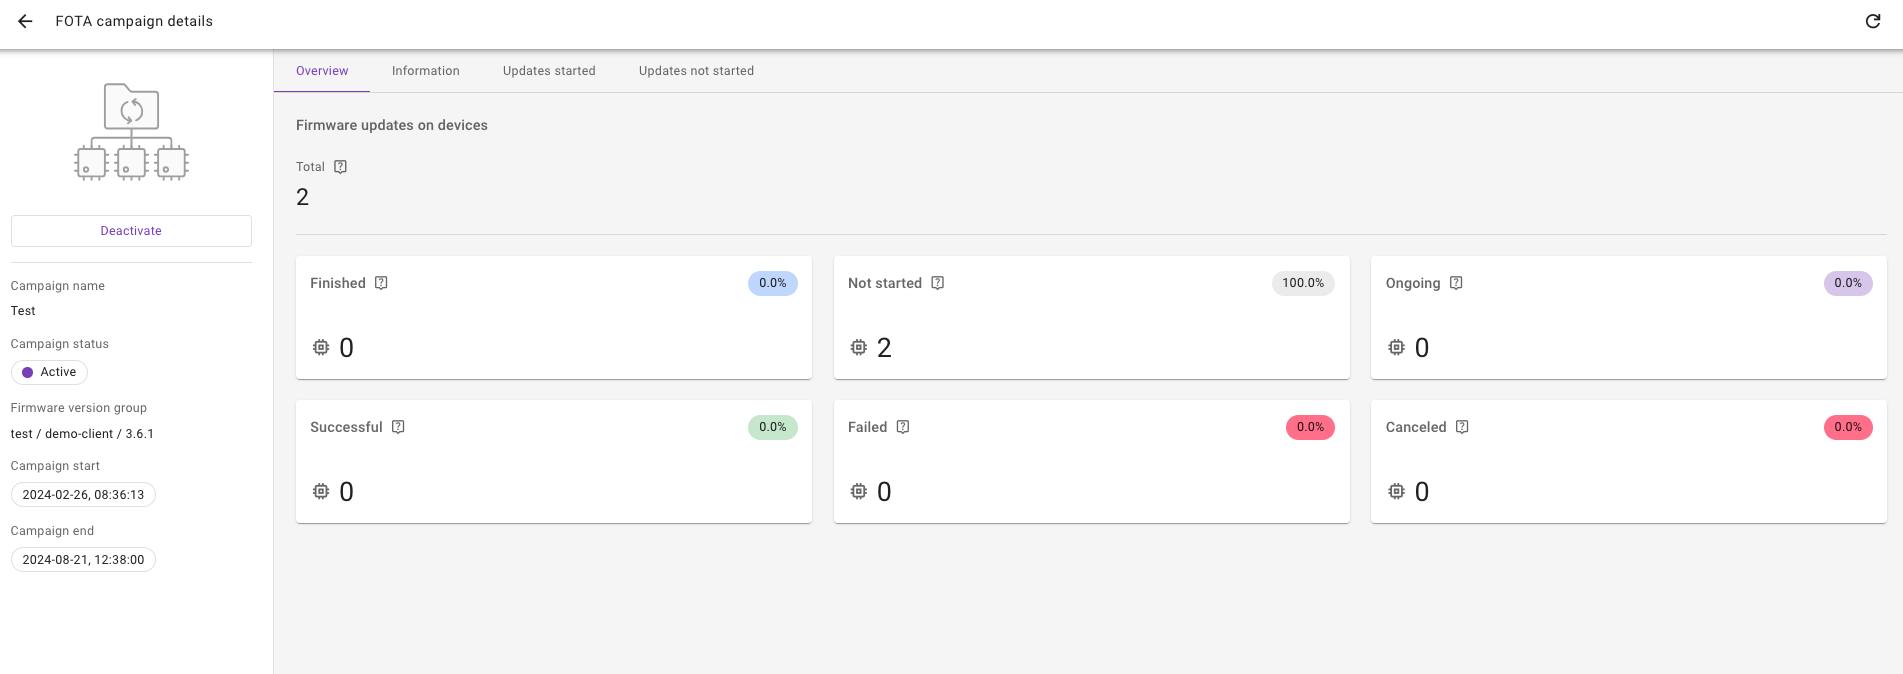 FOTA campaign details
Deactivate
Campaign name
Test
Campaign status
Active
Firmware version group
test / demo-client / 3.6.1
Campaign start
2024-02-26, 08:36:13
Campaign end
2024-08-21, 12:38:00
Overview Information Updates started Updates not started
Firmware updates on devices
Total
2
Finished 0.0%
0
Not started 100.0%
2
Ongoing 0.0%
0
Successful 0.0%
0
Failed 0.0%
0
Canceled 0.0%
0